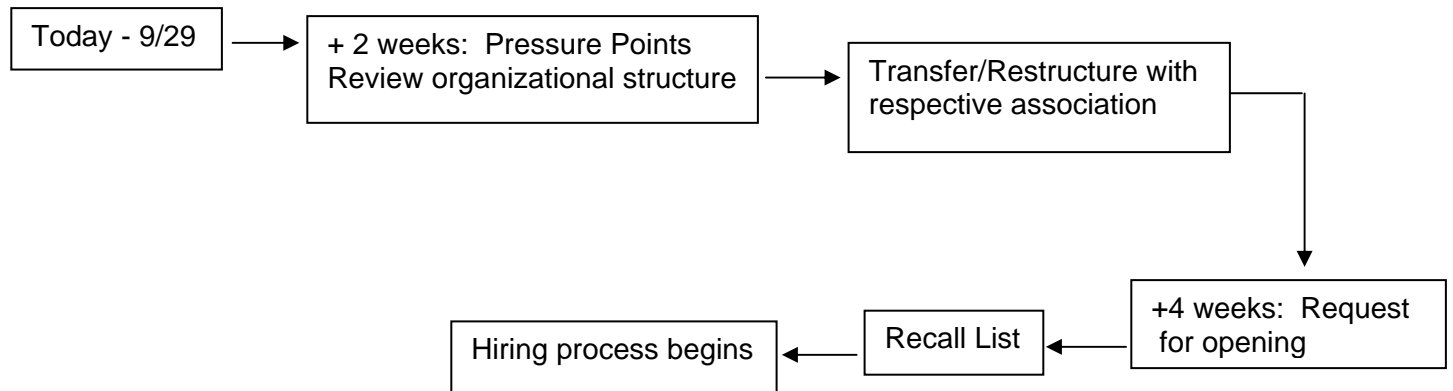 Today - 9/29
+ 2 weeks:  Pressure Points
Review organizational structure
Transfer/Restructure with
respective association
+4 weeks:  Request
for opening
Recall List
Hiring process begins